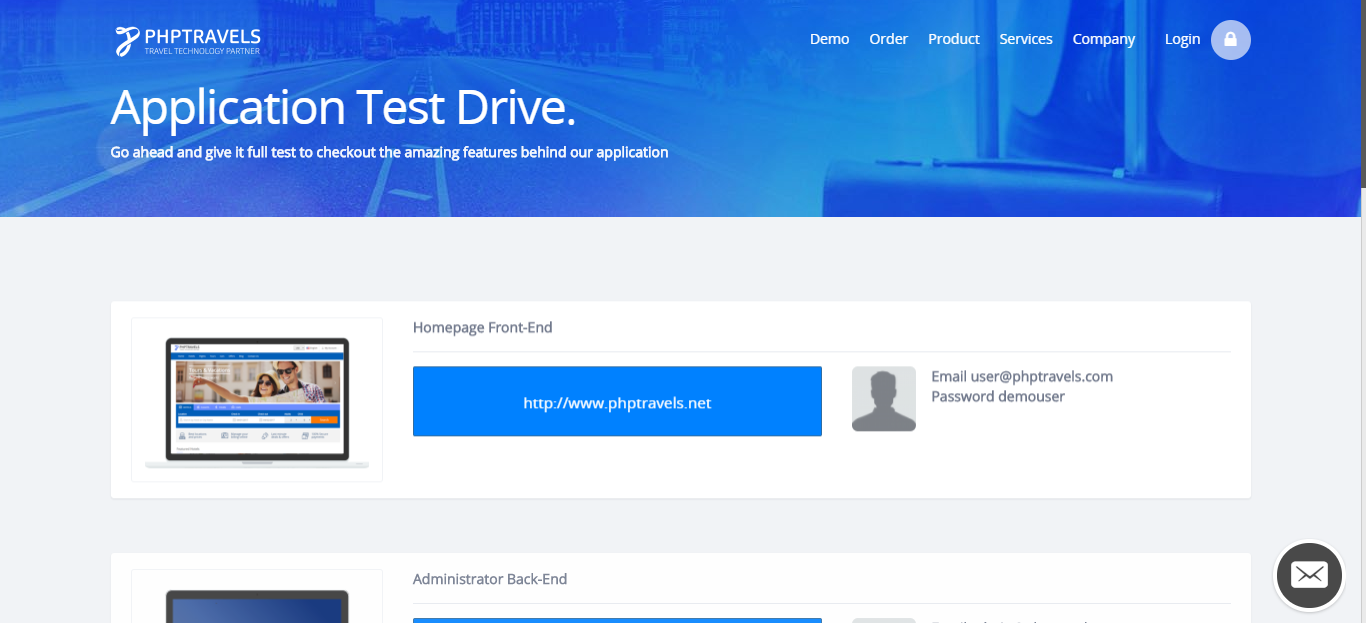 PHPTRAVELS
TRAVEL TECHNOLOGY PARTNER
Demo
Order
Product
Services
Company
Login
Application Test Drive.
Go ahead and give it full test to checkout the amazing features behind our application
Homepage Front-End
http://www.phptravels.net
Email user@phptravels.com
Password demouser
Administrator Back-End